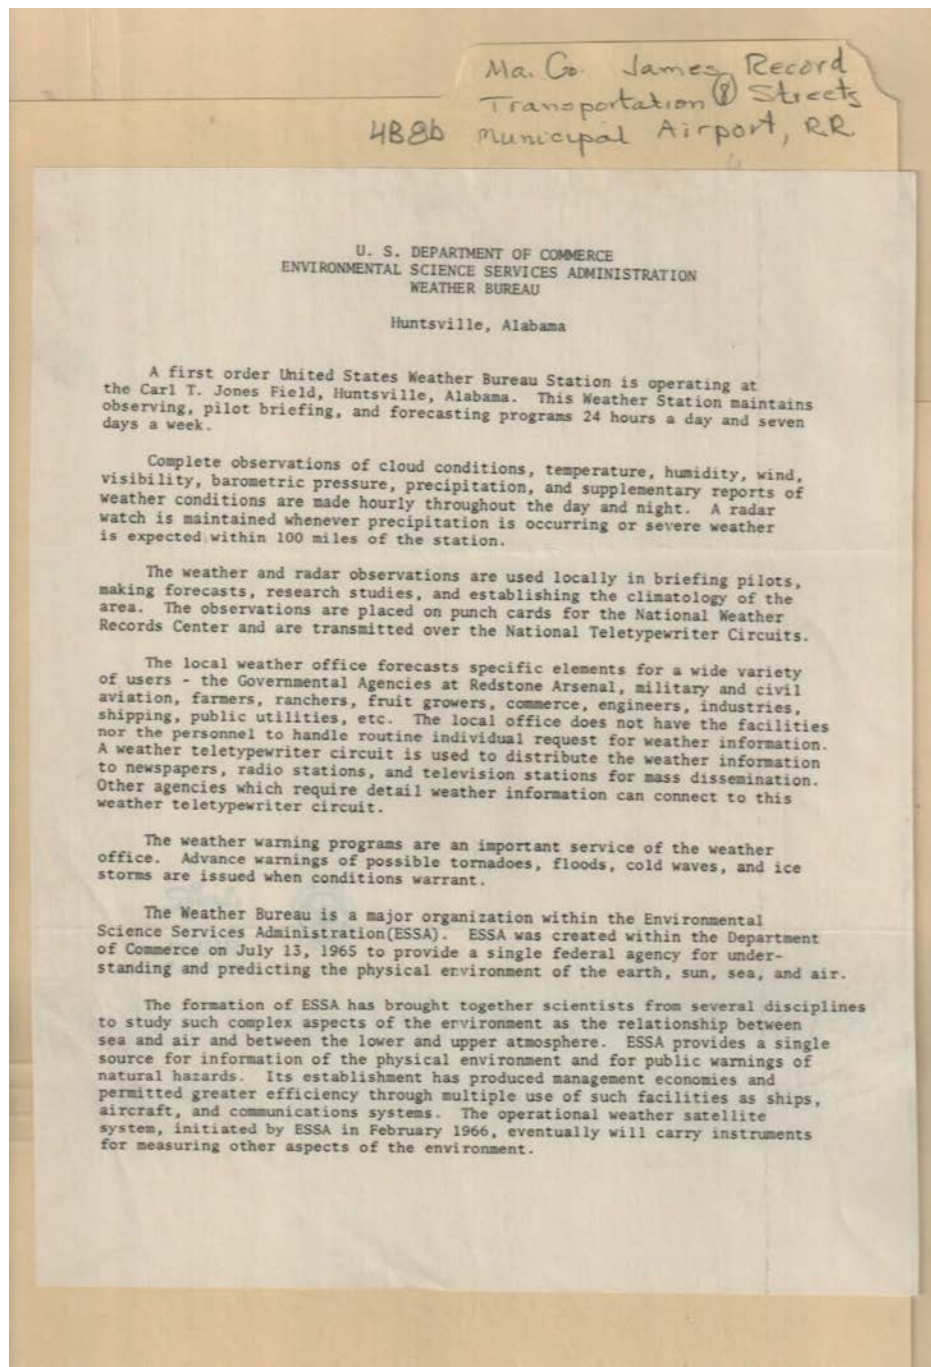 Ma. Co. James Record
Transportation Streets
4B8b Municipal Airport, R.R.
U. S. DEPARTMENT OF COMMERCE
ENVIRONMENTAL SCIENCE SERVICES ADMINISTRATION
WEATHER BUREAU
Huntsville, Alabama
A first order United States Weather Bureau Station is operating at
the Carl T. Jones Field, Huntsville, Alabama. This Weather Station maintains
observing, pilot briefing, and forecasting programs 24 hours a day and seven
days a week.
Complete observations of cloud conditions, temperature, humidity, wind,
visibility, barometric pressure, precipitation, and supplementary reports of
weather conditions are made hourly throughout the day and night. A radar
watch is maintained whenever precipitation is occurring or severe weather
is expected within 100 miles of the station.
The weather and radar observations are used locally in briefing pilots,
making forecasts, research studies, and establishing the climatology of the
area. The observations are placed on punch cards for the National Weather
Records Center and are transmitted over the National Teletypewriter Circuits.
The local weather office forecasts specific elements for a wide variety
of users - the Governmental Agencies at Redstone Arsenal, military and civil
aviation, farmers, ranchers, fruit growers, commerce, engineers, industries,
shipping, public utilities, etc. The local office does not have the facilities
nor the personnel to handle routine individual request for weather information.
A weather teletypewriter circuit is used to distribute the weather information
to newspapers, radio stations, and television stations for mass dissemination.
Other agencies which require detail weather information can connect to this
weather teletypewriter circuit.
The weather warning programs are an important service of the weather
office. Advance warnings of possible tornadoes, floods, cold waves, and ice
storms are issued when conditions warrant.
The Weather Bureau is a major organization within the Environmental
Science Services Administration(ESSA). ESSA was created within the Department
of Commerce on July 13, 1965 to provide a single federal agency for under-
standing and predicting the physical environment of the earth, sun, sea, and air.
The formation of ESSA has brought together scientists from several disciplines
to study such complex aspects of the environment as the relationship between
sea and air and between the lower and upper atmosphere. ESSA provides a single
source for information of the physical environment and for public warnings of
natural hazards. Its establishment has produced management economies and
permitted greater efficiency through multiple use of such facilities as ships,
aircraft, and communications systems. The operational weather satellite
system, initiated by ESSA in February 1966, eventually will carry instruments
for measuring other aspects of the environment.